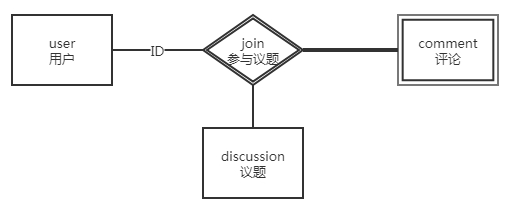 user
用户
ID
join
参与议题
comment
评论
discussion
议题